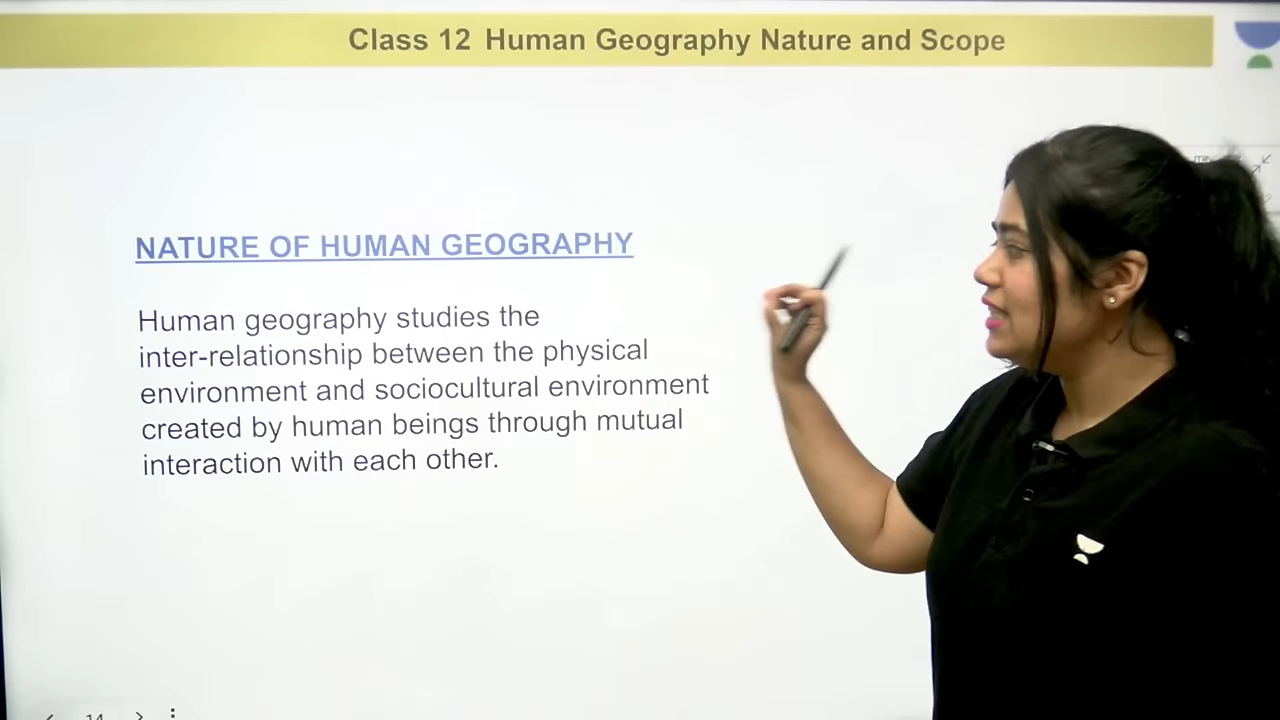 Class 12 Human Geography Nature and Scope
NATURE OF HUMAN GEOGRAPHY
Human geography studies the
inter-relationship between the physical
environment and sociocultural environment
created by human beings through mutual
interaction with each other.
14